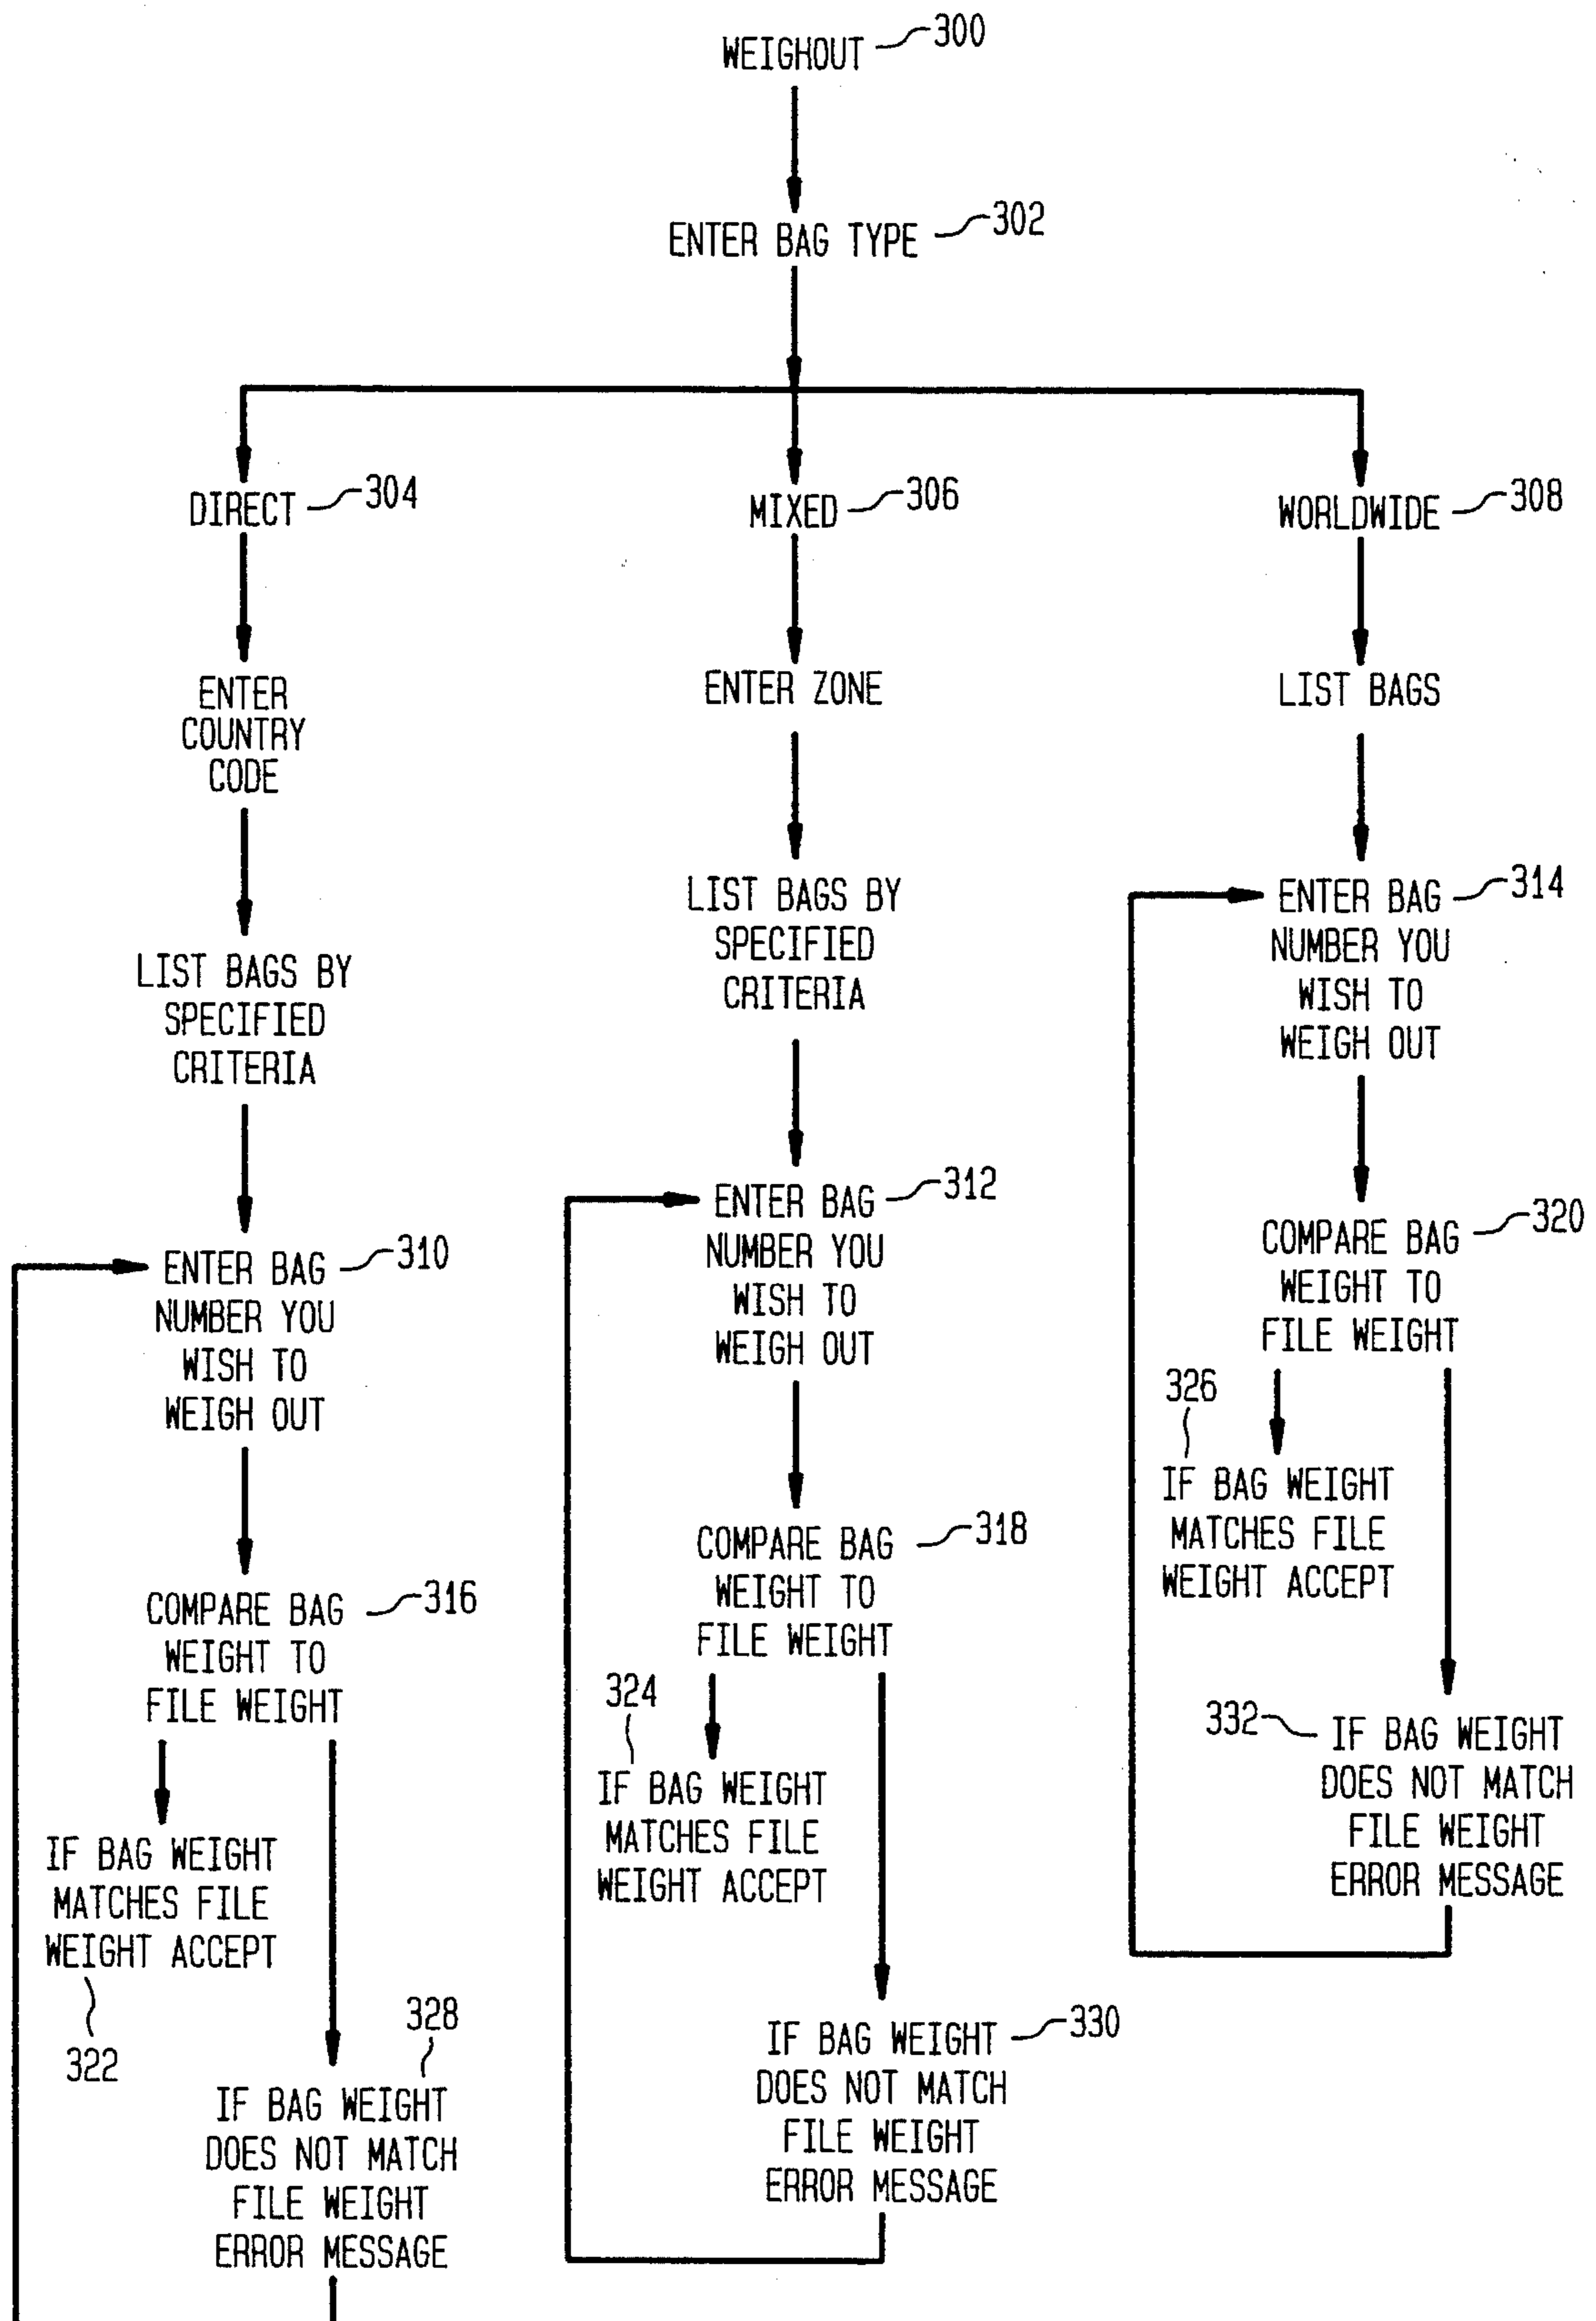 WEIGHOUT 300
ENTER BAG TYPE 302
DIRECT 304
ENTER
COUNTRY
CODE
LIST BAGS BY
SPECIFIED
CRITERIA
ENTER BAG 310
NUMBER YOU
WISH TO
WEIGH OUT
COMPARE BAG 316
WEIGHT TO
FILE WEIGHT
IF BAG WEIGHT
MATCHES FILE
WEIGHT ACCEPT
322
328
IF BAG WEIGHT
DOES NOT MATCH
FILE WEIGHT
ERROR MESSAGE
MIXED 306
ENTER ZONE
LIST BAGS BY
SPECIFIED
CRITERIA
ENTER BAG 312
NUMBER YOU
WISH TO
WEIGH OUT
COMPARE BAG 318
WEIGHT TO
FILE WEIGHT
324
IF BAG WEIGHT
MATCHES FILE
WEIGHT ACCEPT
IF BAG WEIGHT 330
DOES NOT MATCH
FILE WEIGHT
ERROR MESSAGE
WORLDWIDE 308
LIST BAGS
ENTER BAG 314
NUMBER YOU
WISH TO
WEIGH OUT
COMPARE BAG 320
WEIGHT TO
FILE WEIGHT
326
IF BAG WEIGHT
MATCHES FILE
WEIGHT ACCEPT
332 IF BAG WEIGHT
DOES NOT MATCH
FILE WEIGHT
ERROR MESSAGE